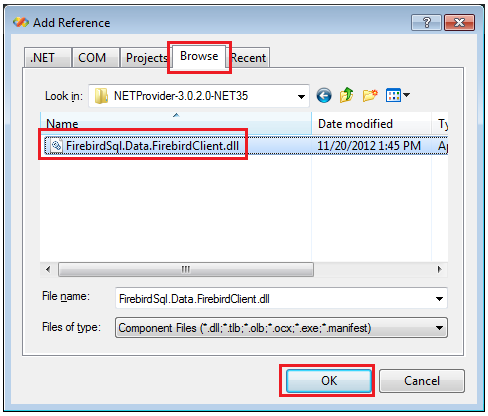 Add Reference
.NET COM Projects Browse Recent
Look in: NETProvider-3.0.2.0-NET35
Name Date modified Ty
FirebirdSql.Data.FirebirdClient.dll 11/20/2012 1:45 PM Ap
File name: FirebirdSql.Data.FirebirdClient.dll
Files of type: Component Files (*.dll;*.tlb;*.olb;*.ocx;*.exe;*.manifest)
OK Cancel